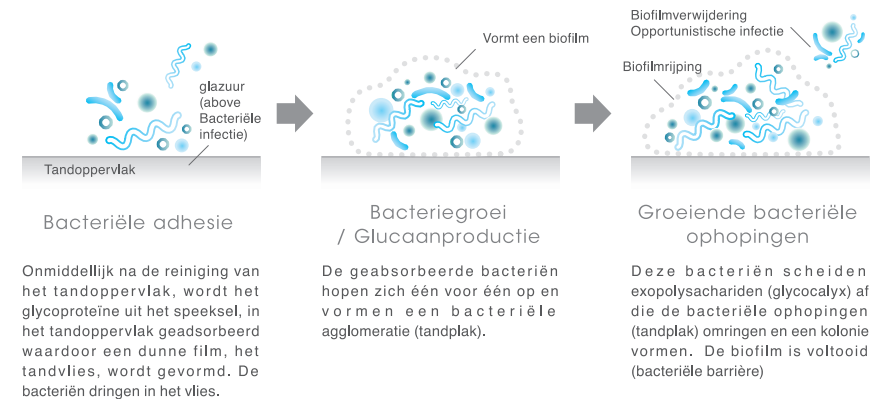 glazuur
(above
Bacteriële
infectie)
Tandoppervlak
Bacteriële adhesie
Onmiddellijk na de reiniging van
het tandoppervlak, wordt het
glycoproteïne uit het speeksel, in
het tandoppervlak geadsorbeerd
waardoor een dunne film, het
tandvlies, wordt gevormd. De
bacteriën dringen in het vlies.
Vormt een biofilm
Bacteriegroei
/ Glucaanproductie
De geabsorbeerde bacteriën
hopen zich één voor één op en
vormen een bacteriële
agglomeratie (tandplak).
Biofilmverwijdering
Opportunistische infectie
Biofilmrijping
Groeiende bacteriële
ophopingen
Deze bacteriën scheiden
exopolysachariden (glycocalyx) af
die de bacteriële ophopingen
(tandplak) omringen en een kolonie
vormen. De biofilm is voltooid
(bacteriële barrière)